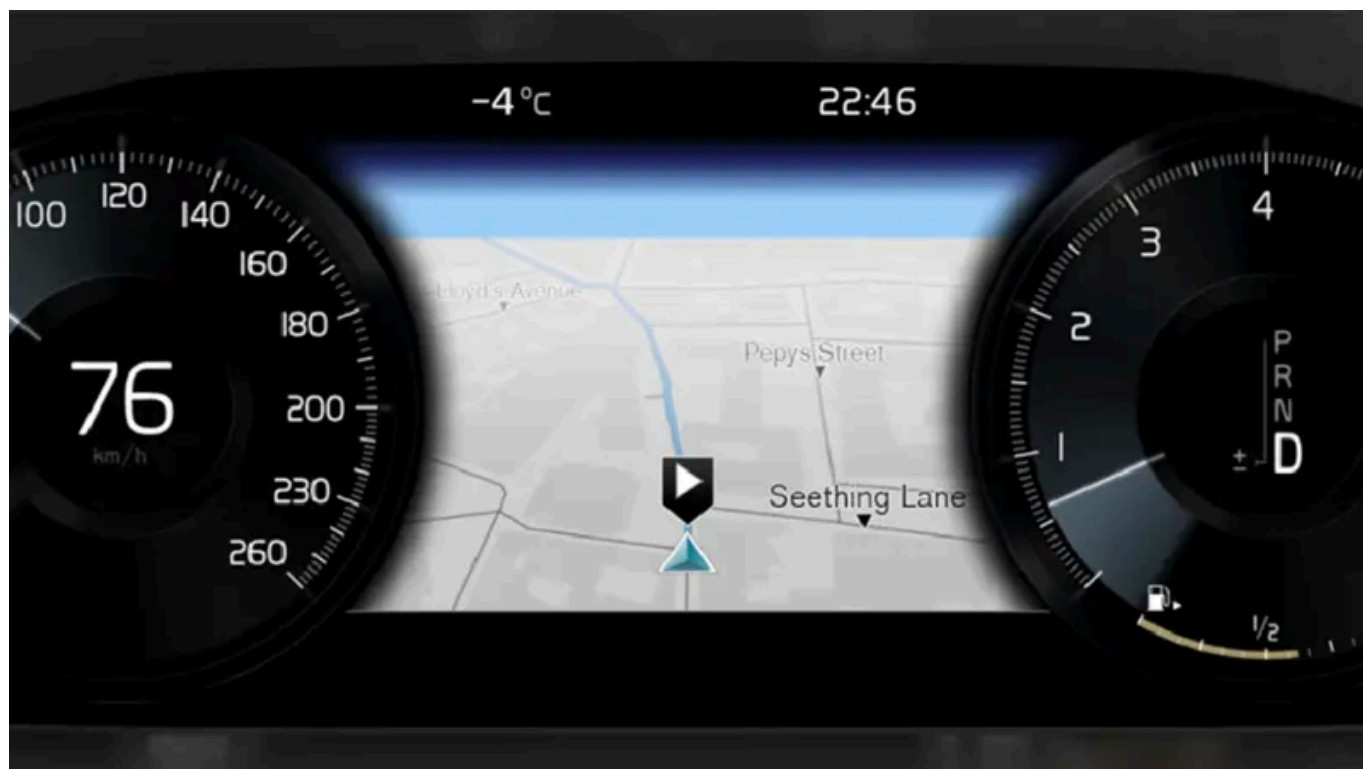 -4°C
22:46
100
120
140
160
180
200
230
260
76
km/h
Lloyd's Avenue
Pepys Street
Seething Lane
4
3
2
1
P
R
N
± D
1/2